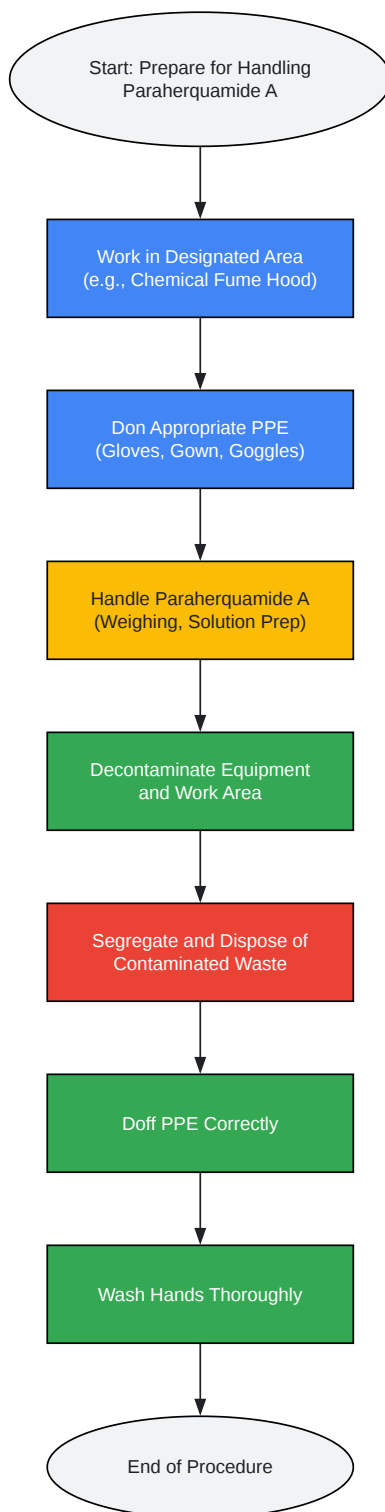 Start: Prepare for Handling
Paraherquamide A
Work in Designated Area
(e.g., Chemical Fume Hood)
Don Appropriate PPE
(Gloves, Gown, Goggles)
Handle Paraherquamide A
(Weighing, Solution Prep)
Decontaminate Equipment
and Work Area
Segregate and Dispose of
Contaminated Waste
Doff PPE Correctly
Wash Hands Thoroughly
End of Procedure